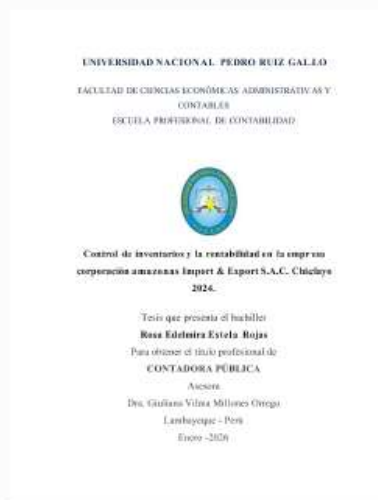 UNIVERSIDAD NACIONAL PEDRO RUIZ GALLO
FACULTAD DE CIENCIAS ECONÓMICAS ADMINISTRATIVAS Y
CONTABLES
ESCUELA PROFESIONAL DE CONTABILIDAD
Control de inventarios y la rentabilidad en la empresa
corporación amazonas Import & Export S.A.C. Chiclayo
2024.
Tesis que presenta el bachiller
Rosa Edelmira Estela Rojas
Para obtener el título profesional de
CONTADORA PÚBLICA
Asesora
Dra. Giuliana Vilma Millones Orrego
Lambayeque - Perú
Enero -2026